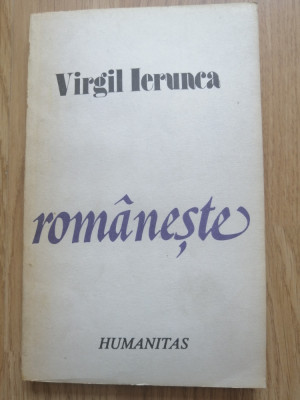 Virgil Ierunca
românește
HUMANITAS